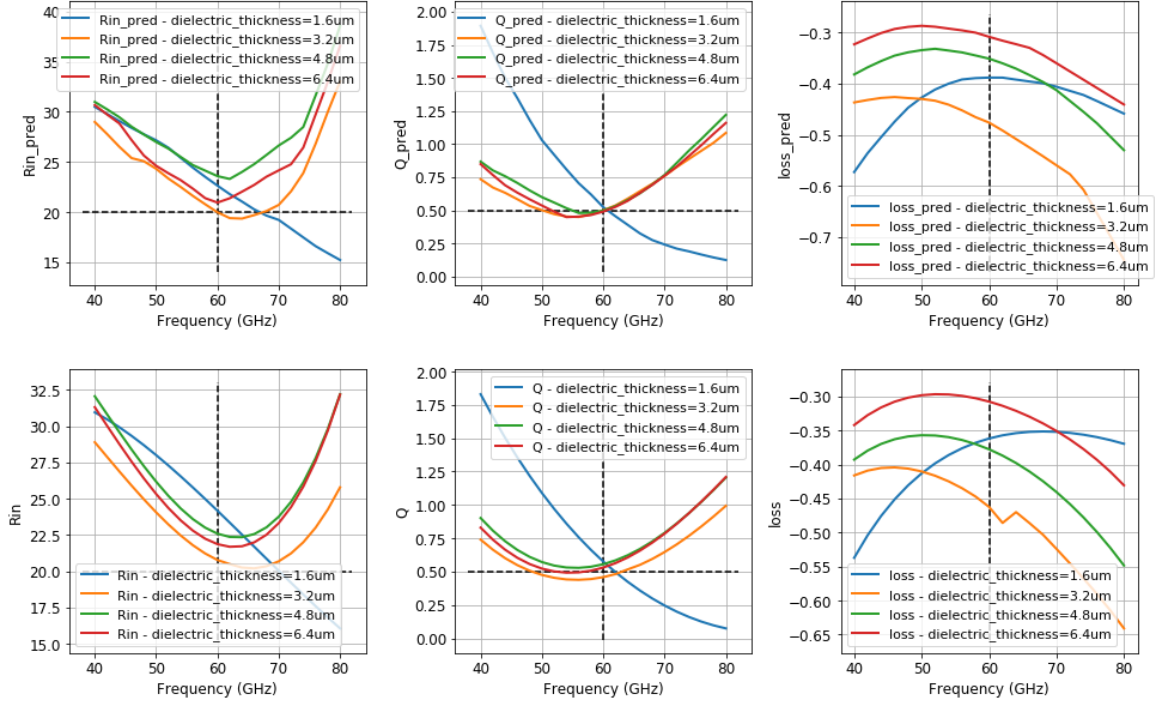 40
35
30
25
20
15
Rin_pred
Rin_pred - dielectric_thickness=1.6um
Rin_pred - dielectric_thickness=3.2um
Rin_pred - dielectric_thickness=4.8um
Rin_pred - dielectric_thickness=6.4um
40 50 60 70 80
Frequency (GHz)
2.00
1.75
1.50
1.25
1.00
0.75
0.50
0.25
0.00
Q_pred
Q_pred - dielectric_thickness=1.6um
Q_pred - dielectric_thickness=3.2um
Q_pred - dielectric_thickness=4.8um
Q_pred - dielectric_thickness=6.4um
40 50 60 70 80
Frequency (GHz)
−0.3
−0.4
−0.5
−0.6
−0.7
loss_pred
loss_pred - dielectric_thickness=1.6um
loss_pred - dielectric_thickness=3.2um
loss_pred - dielectric_thickness=4.8um
loss_pred - dielectric_thickness=6.4um
40 50 60 70 80
Frequency (GHz)
32.5
30.0
27.5
25.0
22.5
20.0
17.5
15.0
Rin
Rin - dielectric_thickness=1.6um
Rin - dielectric_thickness=3.2um
Rin - dielectric_thickness=4.8um
Rin - dielectric_thickness=6.4um
40 50 60 70 80
Frequency (GHz)
2.00
1.75
1.50
1.25
1.00
0.75
0.50
0.25
0.00
Q
Q - dielectric_thickness=1.6um
Q - dielectric_thickness=3.2um
Q - dielectric_thickness=4.8um
Q - dielectric_thickness=6.4um
40 50 60 70 80
Frequency (GHz)
−0.30
−0.35
−0.40
−0.45
−0.50
−0.55
−0.60
−0.65
loss
loss - dielectric_thickness=1.6um
loss - dielectric_thickness=3.2um
loss - dielectric_thickness=4.8um
loss - dielectric_thickness=6.4um
40 50 60 70 80
Frequency (GHz)